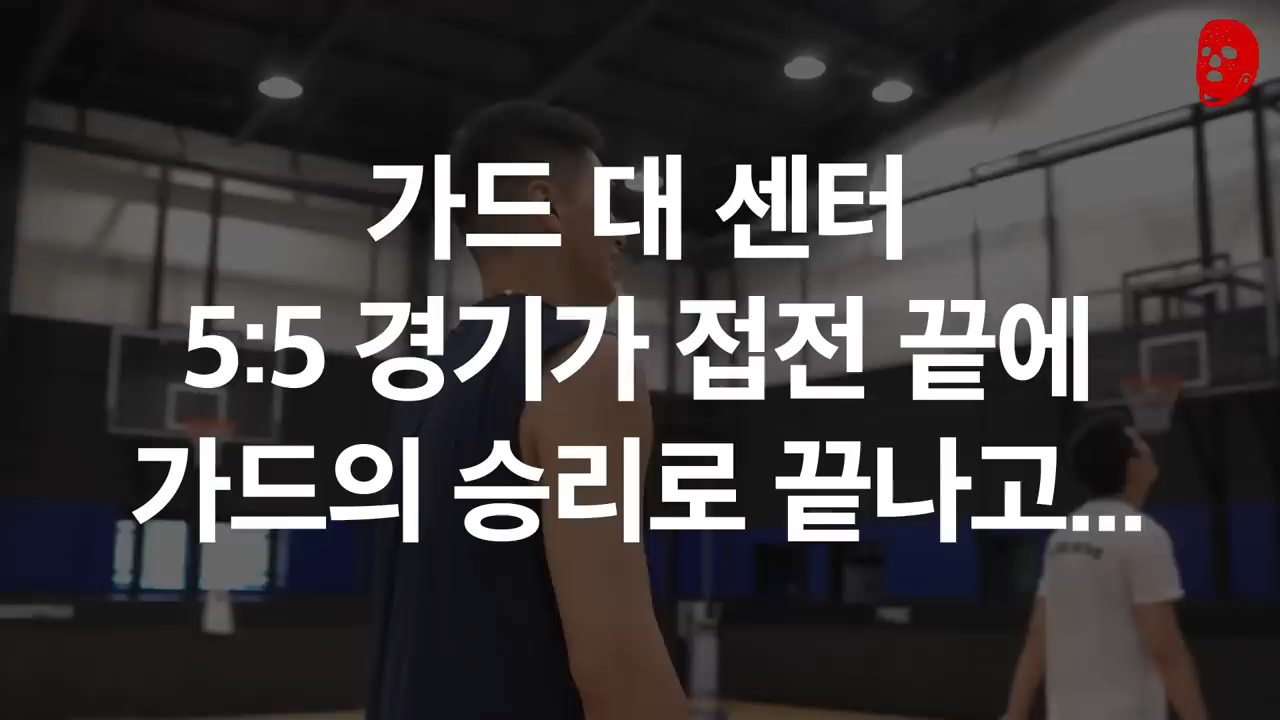 가드 대 센터
5:5 경기가 접전 끝에
가드의 승리로 끝나고...